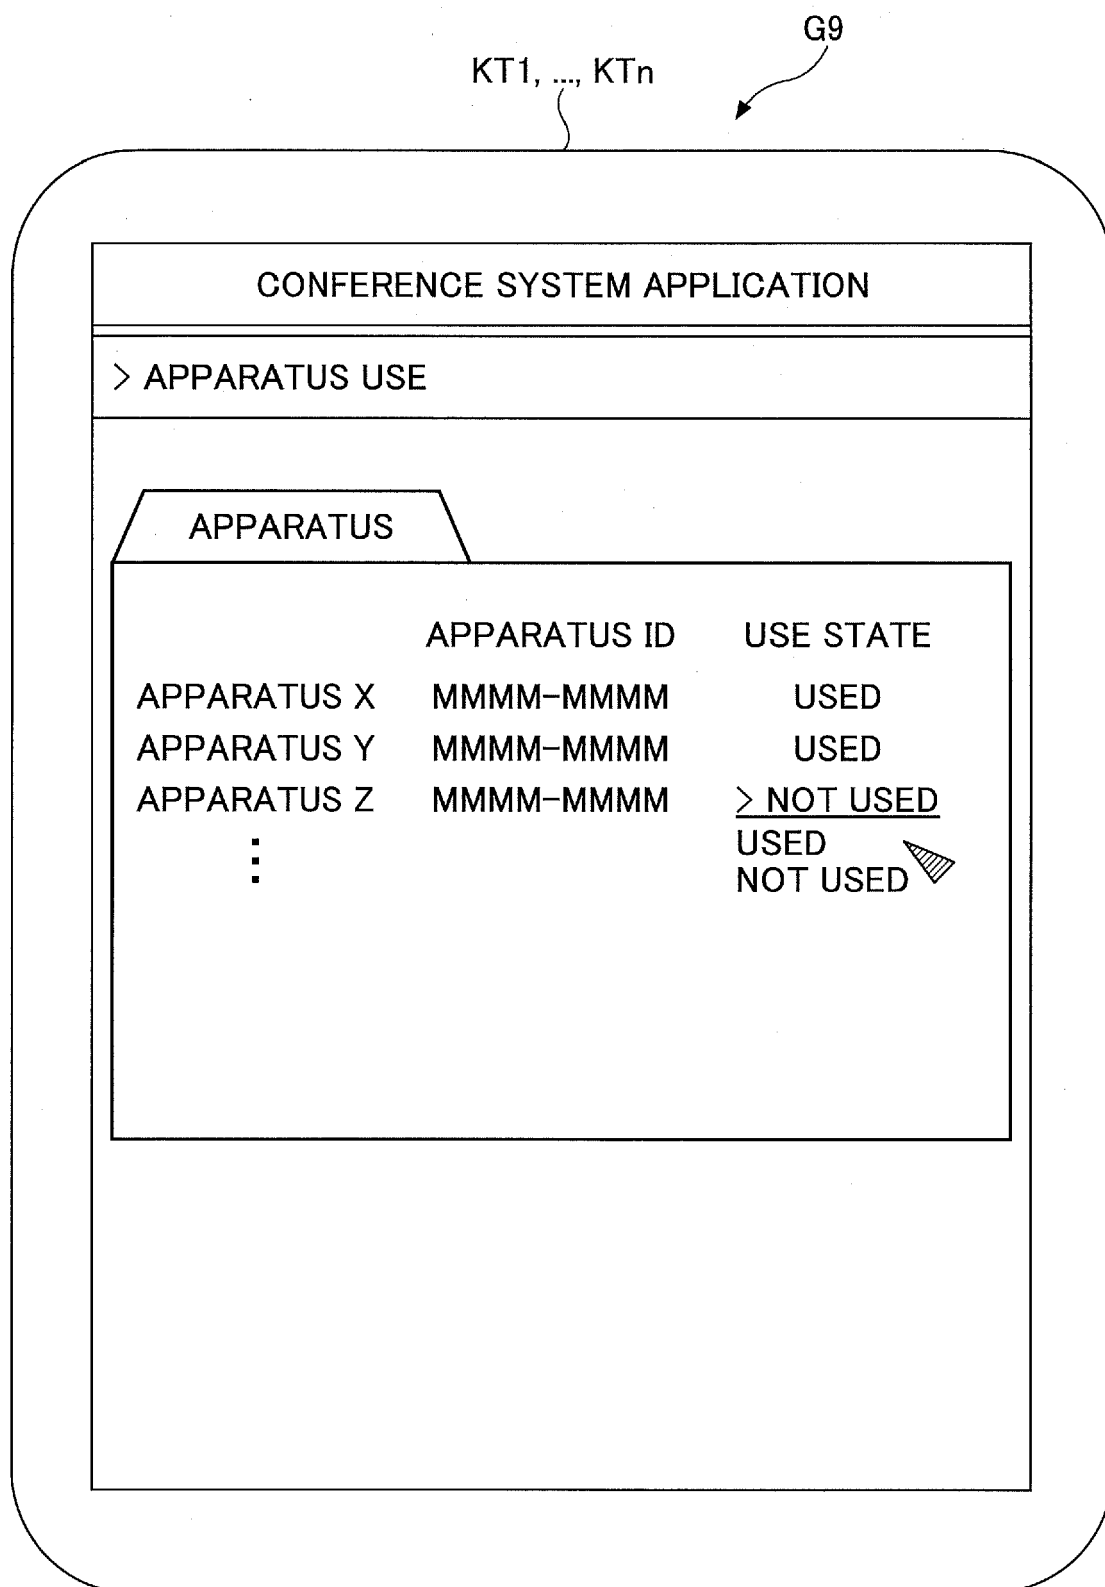 G9
KT1, ..., KTn
CONFERENCE SYSTEM APPLICATION
> APPARATUS USE
APPARATUS
APPARATUS ID USE STATE
APPARATUS X MMMM-MMMM USED
APPARATUS Y MMMM-MMMM USED
APPARATUS Z MMMM-MMMM > NOT USED
USED
NOT USED